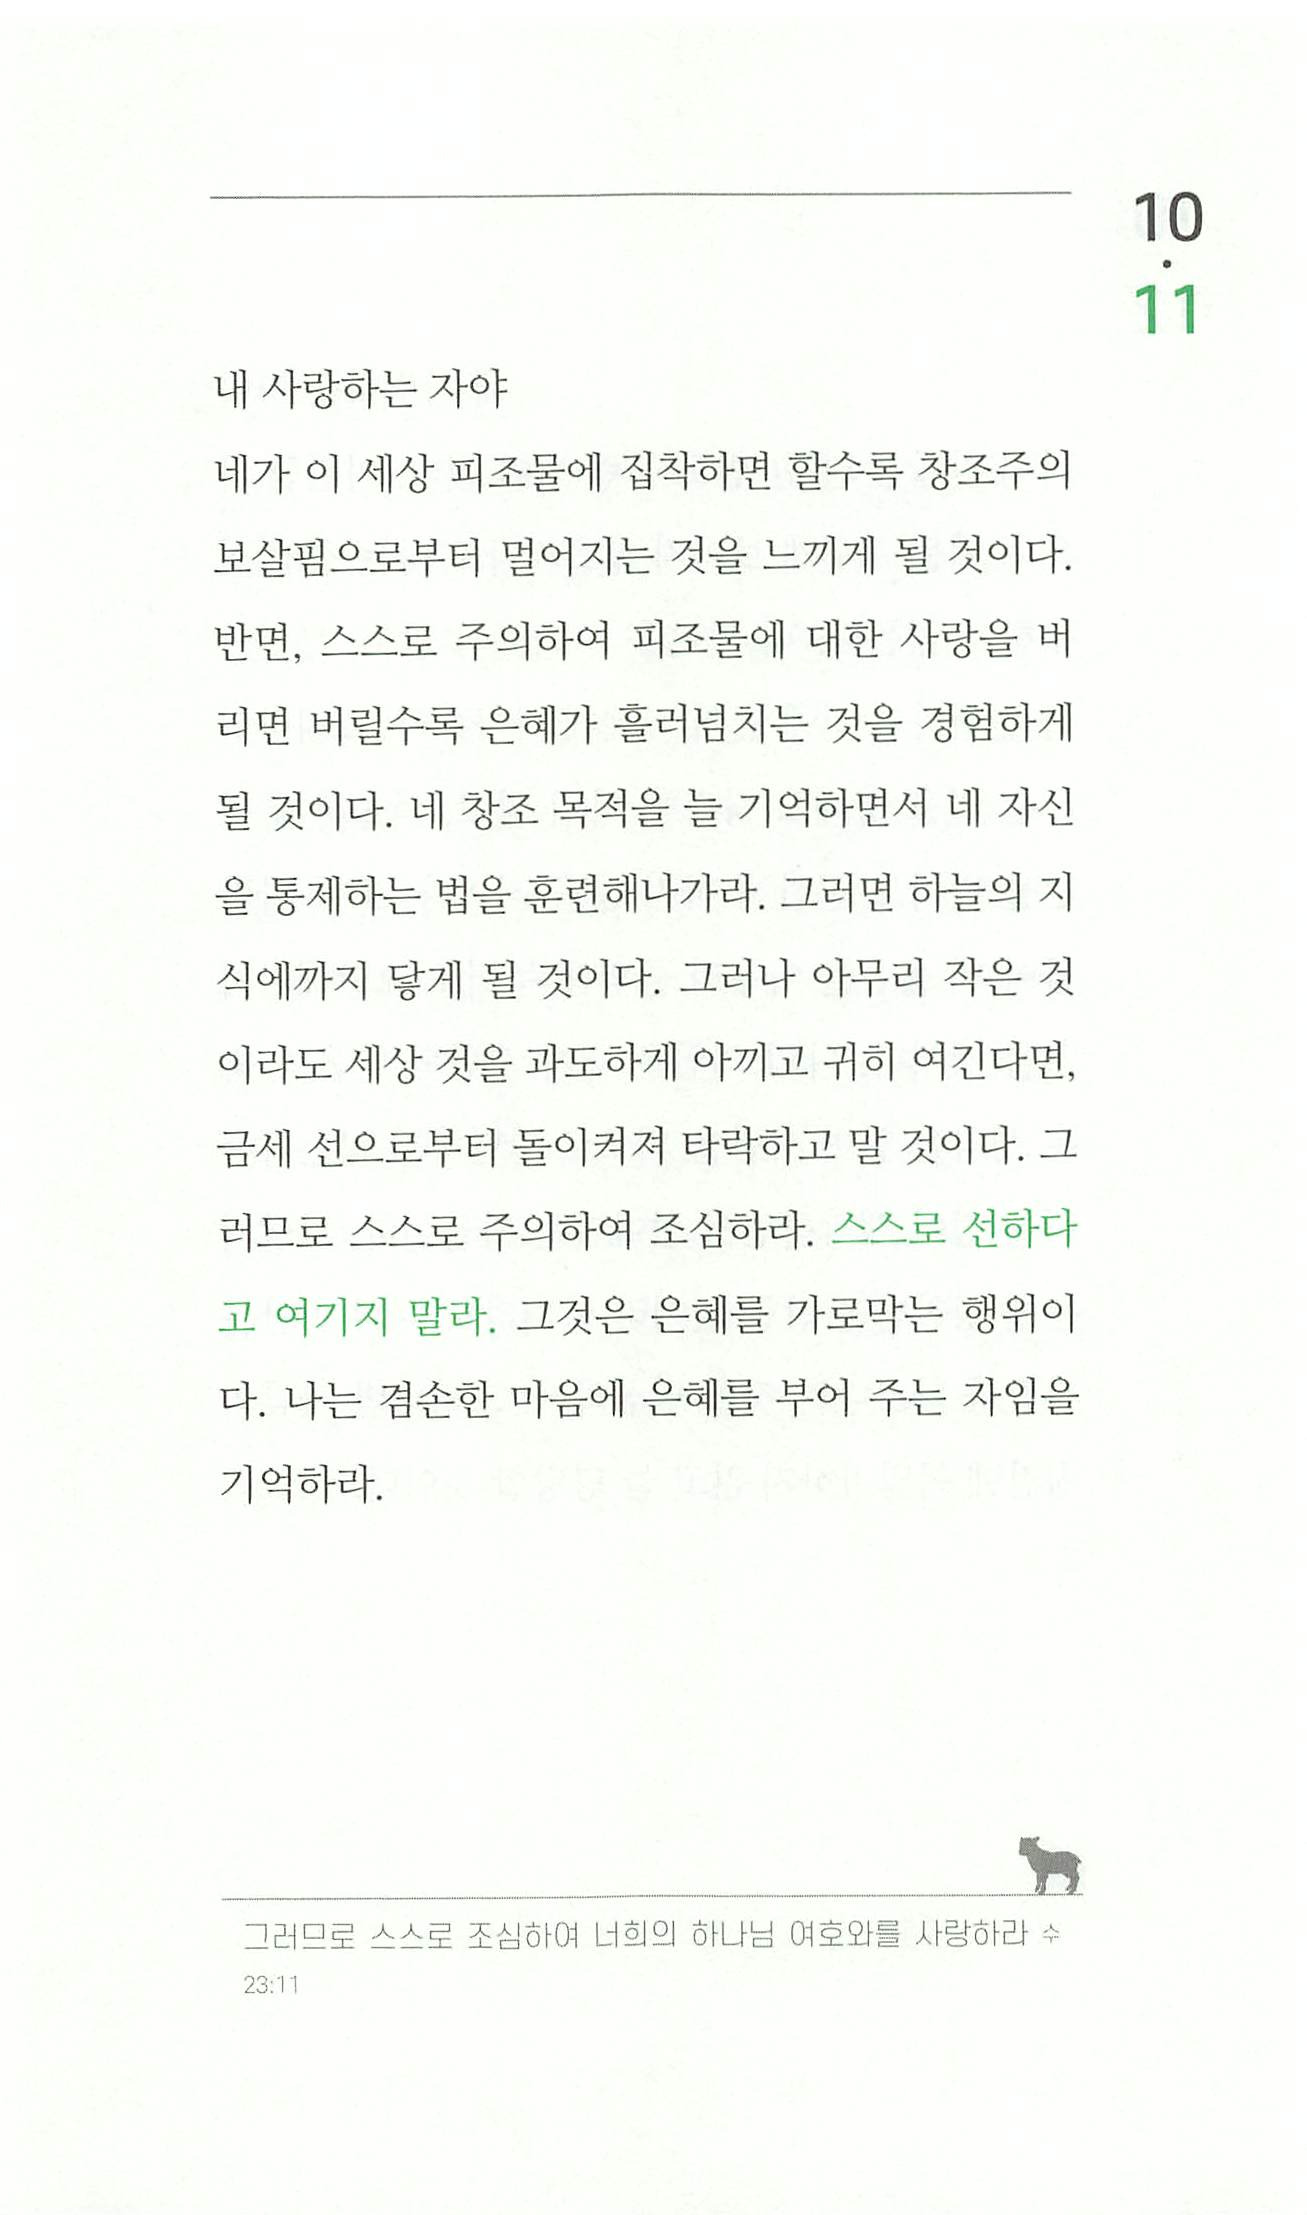 10
·
11
내 사랑하는 자야
네가 이 세상 피조물에 집착하면 할수록 창조주의
보살핌으로부터 멀어지는 것을 느끼게 될 것이다.
반면, 스스로 주의하여 피조물에 대한 사랑을 버
리면 버릴수록 은혜가 흘러넘치는 것을 경험하게
될 것이다. 네 창조 목적을 늘 기억하면서 네 자신
을 통제하는 법을 훈련해나가라. 그러면 하늘의 지
식에까지 닿게 될 것이다. 그러나 아무리 작은 것
이라도 세상 것을 과도하게 아끼고 귀히 여긴다면,
금세 선으로부터 돌이켜져 타락하고 말 것이다. 그
러므로 스스로 주의하여 조심하라. 스스로 선하다
고 여기지 말라. 그것은 은혜를 가로막는 행위이
다. 나는 겸손한 마음에 은혜를 부어 주는 자임을
기억하라.
그러므로 스스로 조심하여 너희의 하나님 여호와를 사랑하라 수
23:11